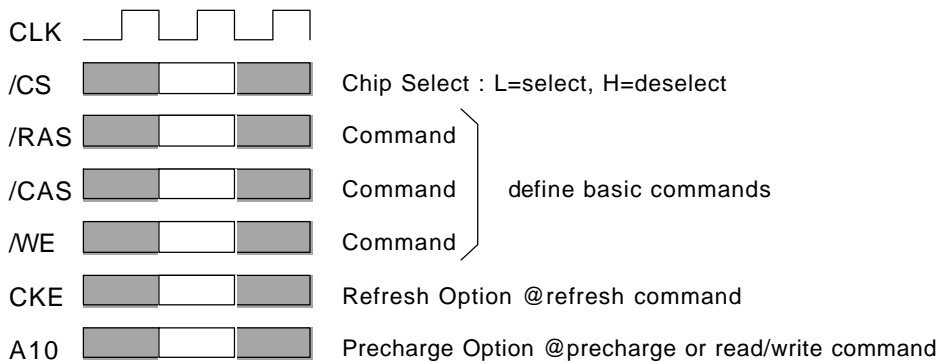 CLK
/CS Chip Select : L=select, H=deselect
/RAS Command
/CAS Command define basic commands
/WE Command
CKE Refresh Option @refresh command
A10 Precharge Option @precharge or read/write command